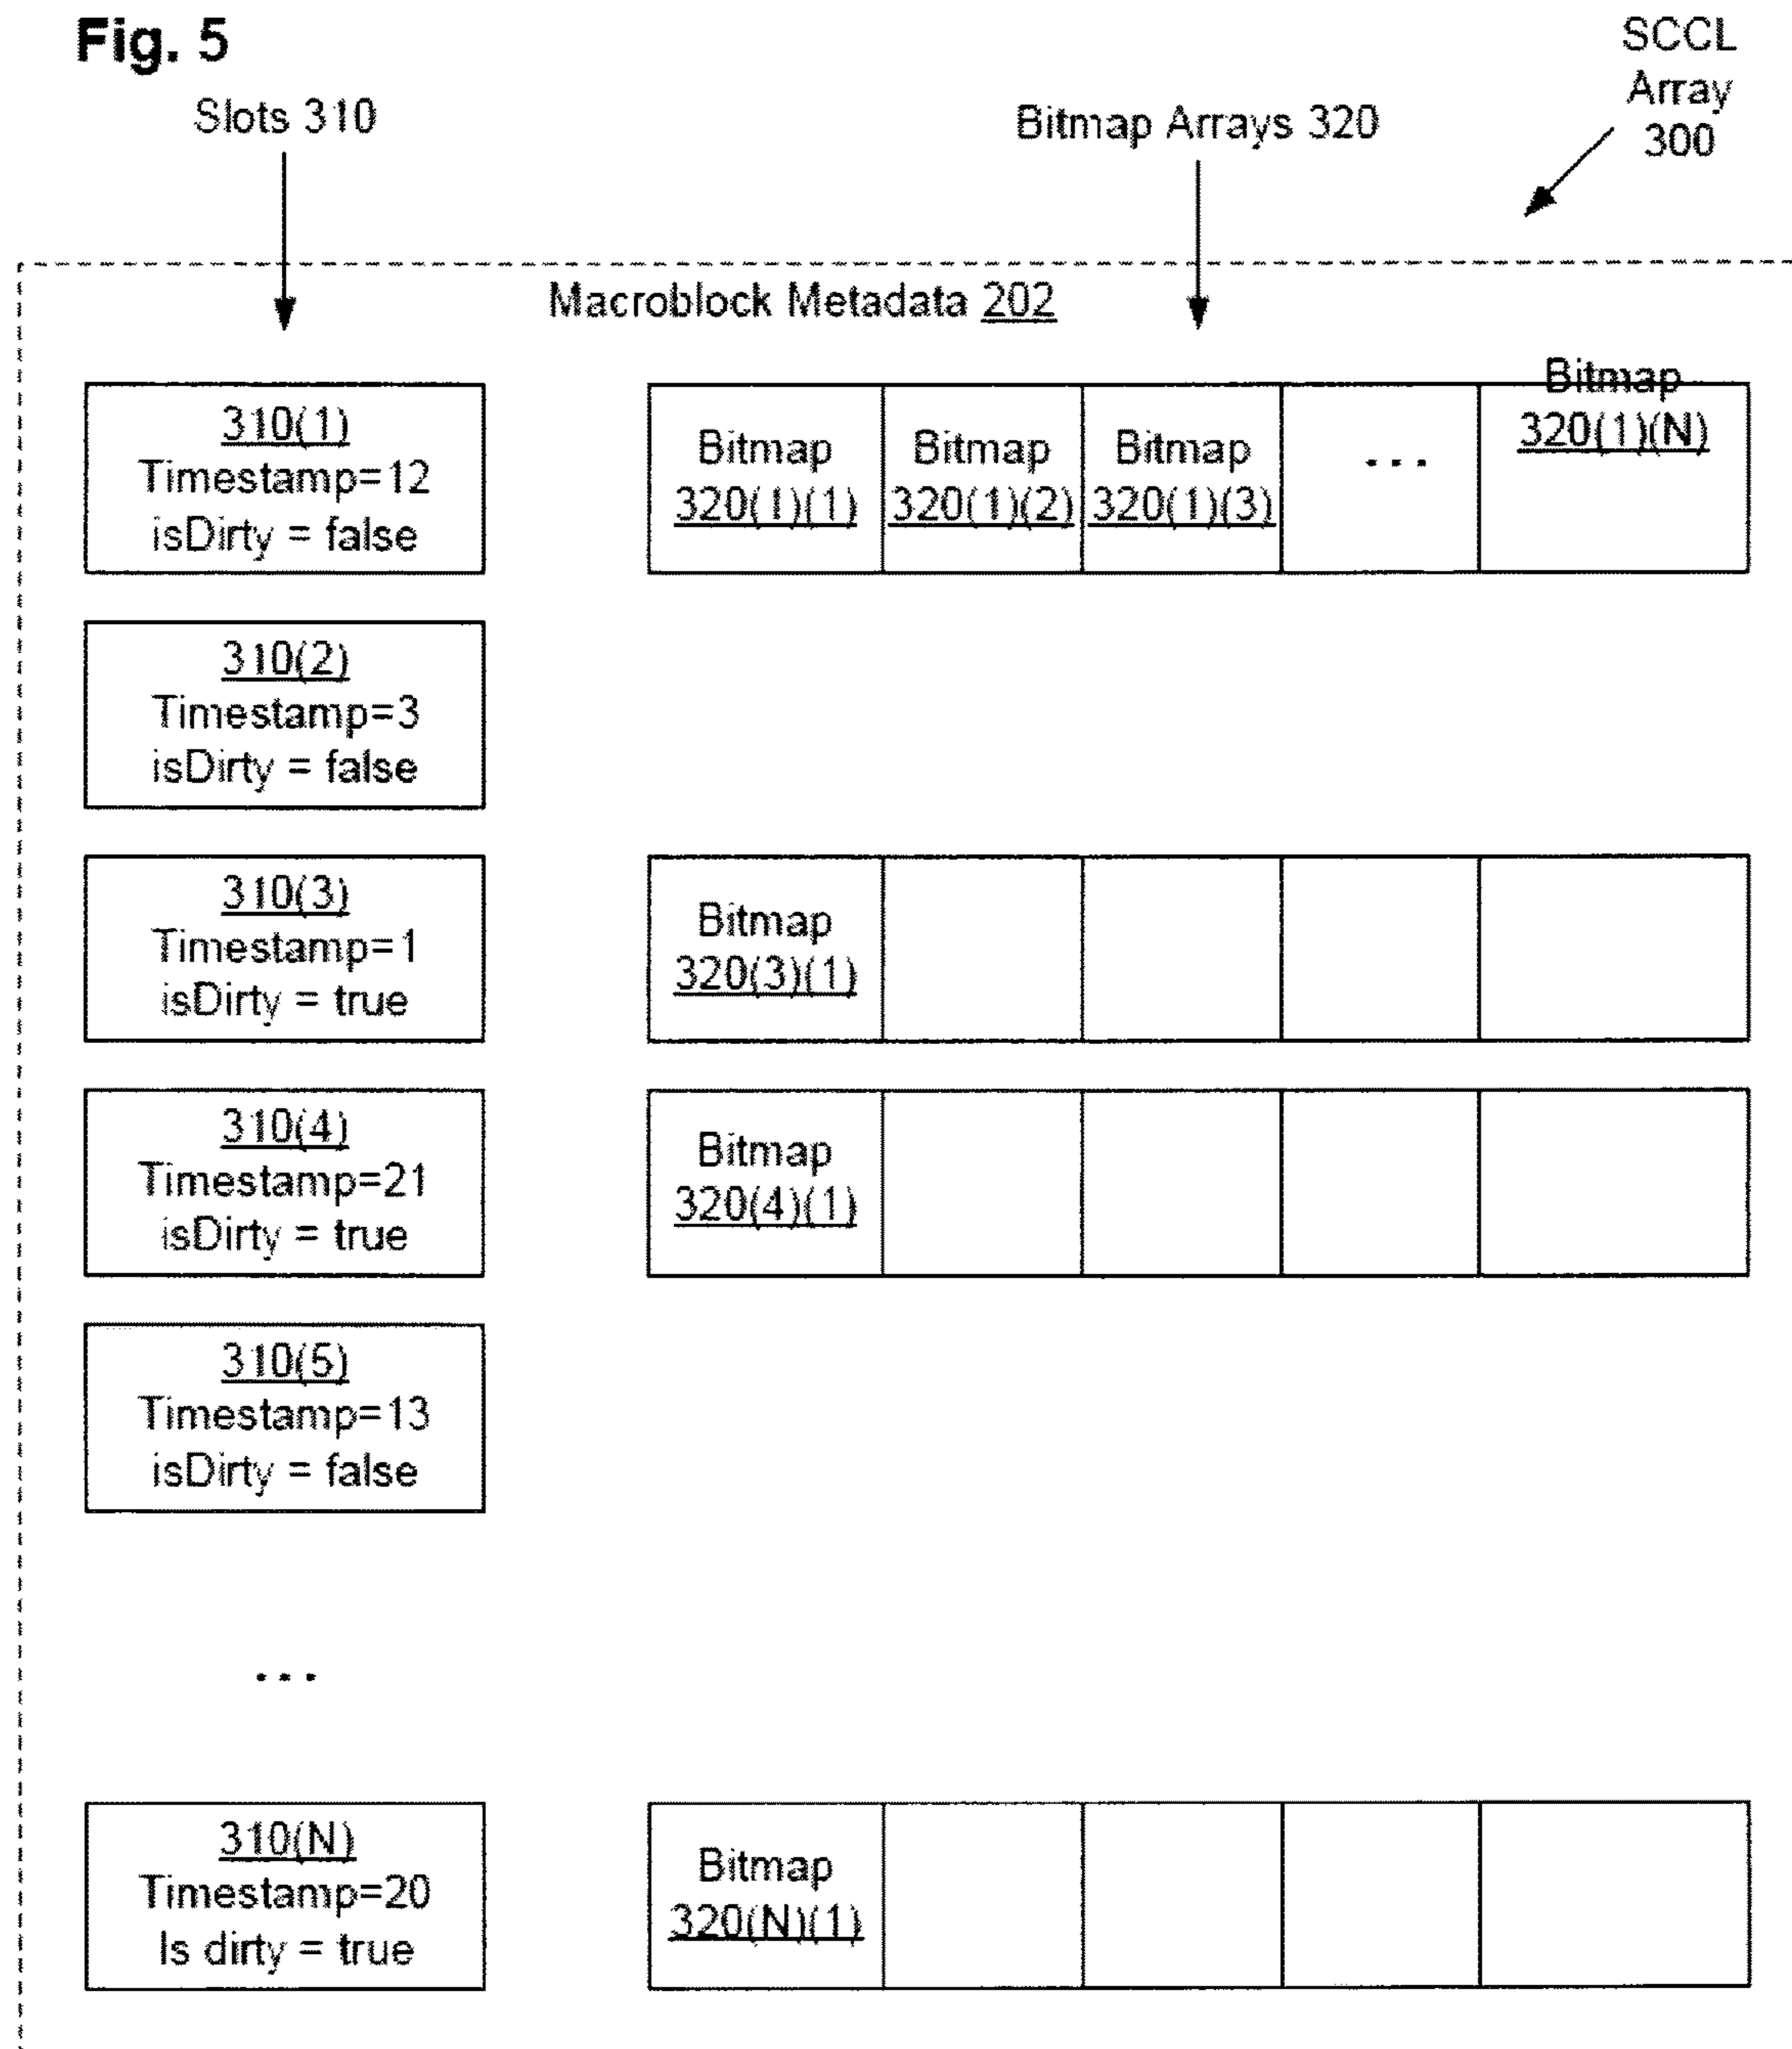 Fig. 5
SCCL
Array
300
Slots 310
Bitmap Arrays 320
Macroblock Metadata 202
310(1)
Timestamp=12
isDirty = false
Bitmap
320(1)(1)
Bitmap
320(1)(2)
Bitmap
320(1)(3)
...
Bitmap
320(1)(N)
310(2)
Timestamp=3
isDirty = false
310(3)
Timestamp=1
isDirty = true
Bitmap
320(3)(1)
310(4)
Timestamp=21
isDirty = true
Bitmap
320(4)(1)
310(5)
Timestamp=13
isDirty = false
...
310(N)
Timestamp=20
Is dirty = true
Bitmap
320(N)(1)